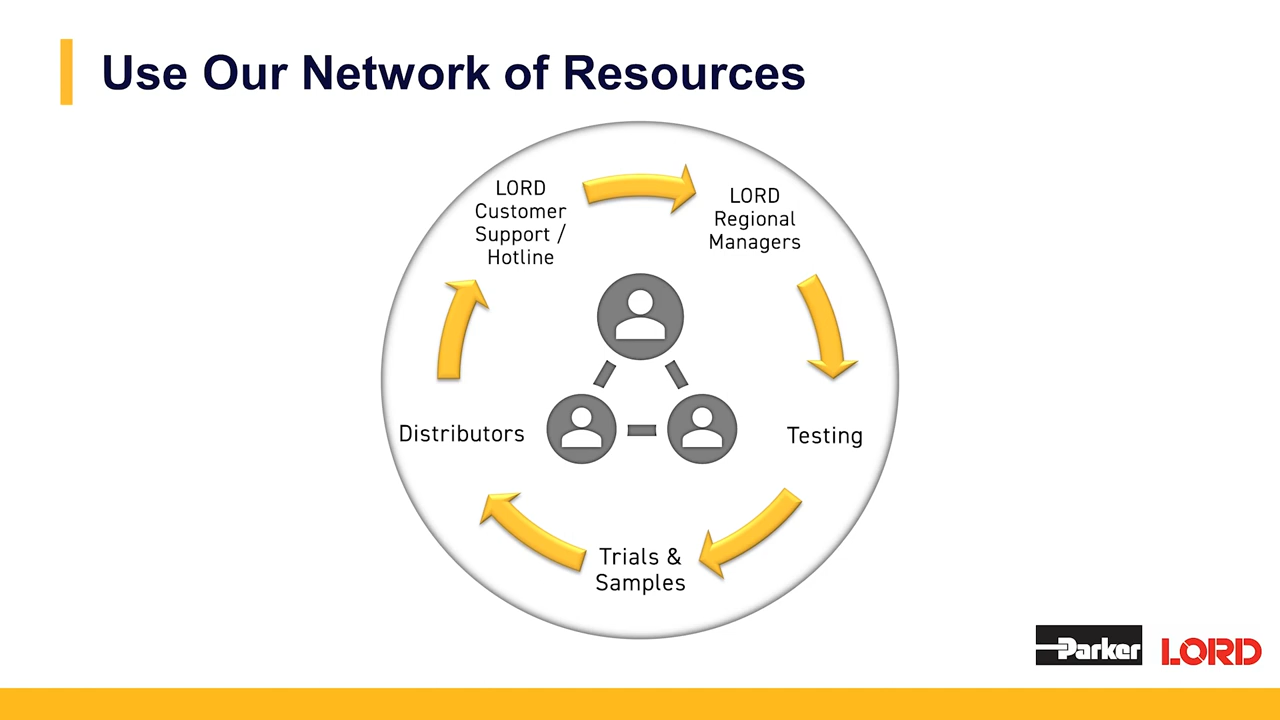 Use Our Network of Resources
LORD
Customer
Support /
Hotline
LORD
Regional
Managers
Distributors
Testing
Trials &
Samples
Parker LORD